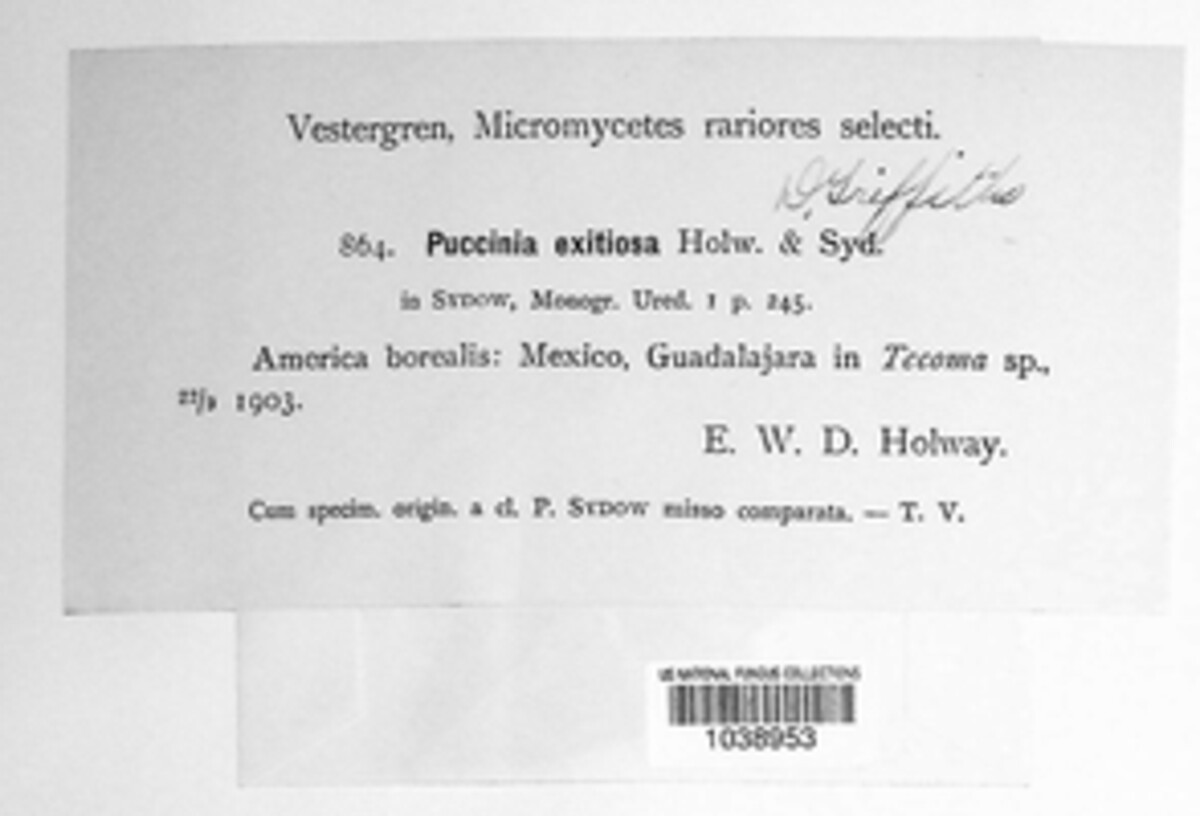 Vestergren, Micromycetes rariores selecti.
D. Griffiths
864. Puccinia exitiosa Holw. & Syd.
in SYDOW, Monogr. Ured. I p. 245.
America borealis: Mexico, Guadalajara in Tecoma sp.,
1903.
E. W. D. Holway.
Cum specim. origin. a cl. P. SYDOW misso comparata. — T. V.
US NATIONAL FUNGUS COLLECTIONS
1038953